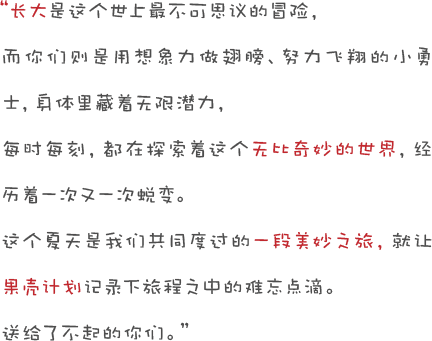 “长大是这个世上最不可思议的冒险，
而你们则是用想象力做翅膀、努力飞翔的小勇
士，身体里藏着无限潜力，
每时每刻，都在探索着这个无比奇妙的世界，经
历着一次又一次蜕变。
这个夏天是我们共同度过的一段美妙之旅，就让
果壳计划记录下旅程之中的难忘点滴。
送给了不起的你们。”